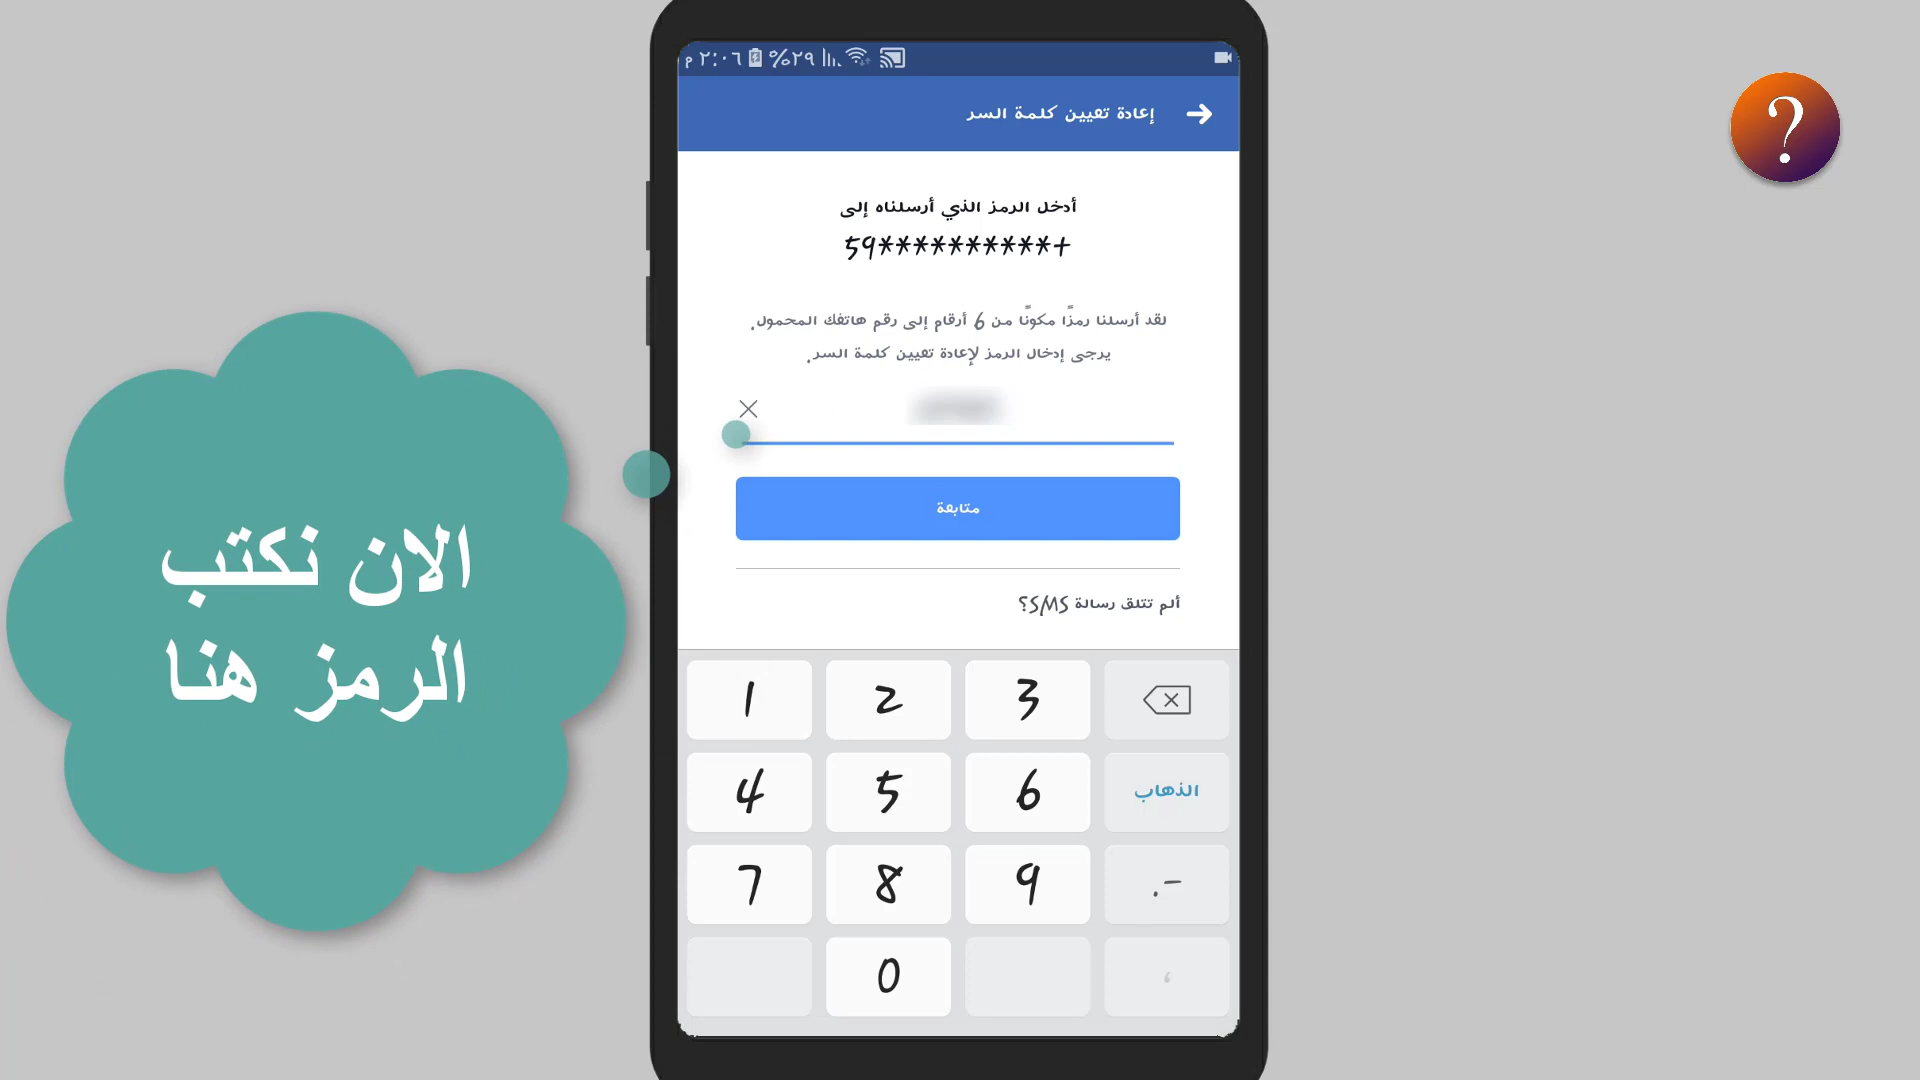 م ٢:٠٦ %٢٩
إعادة تعيين كلمة السر
أدخل الرمز الذي أرسلناه إلى
59**********+
لقد أرسلنا رمزًا مكونًا من 6 أرقام إلى رقم هاتفك المحمول.
يرجى إدخال الرمز لإعادة تعيين كلمة السر.
متابعة
ألم تتلق رسالة SMS؟
1 2 3
4 5 6 الذهاب
7 8 9 .-
0 ،
الان نكتب
الرمز هنا
?